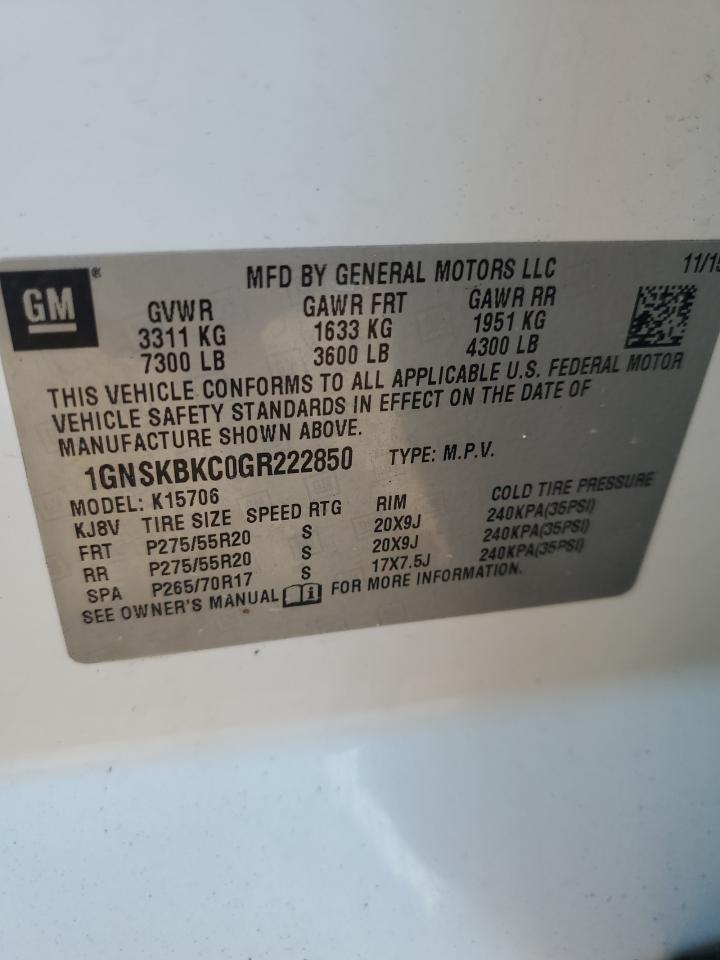 GM ®
MFD BY GENERAL MOTORS LLC 11/15
GVWR GAWR FRT GAWR RR
3311 KG 1633 KG 1951 KG
7300 LB 3600 LB 4300 LB
THIS VEHICLE CONFORMS TO ALL APPLICABLE U.S. FEDERAL MOTOR
VEHICLE SAFETY STANDARDS IN EFFECT ON THE DATE OF
MANUFACTURE SHOWN ABOVE.
1GNSKBKC0GR222850 TYPE: M.P.V.
MODEL: K15706
KJ8V TIRE SIZE SPEED RTG RIM COLD TIRE PRESSURE
FRT P275/55R20 S 20X9J 240KPA(35PSI)
RR P275/55R20 S 20X9J 240KPA(35PSI)
SPA P265/70R17 S 17X7.5J 240KPA(35PSI)
SEE OWNER'S MANUAL i FOR MORE INFORMATION.